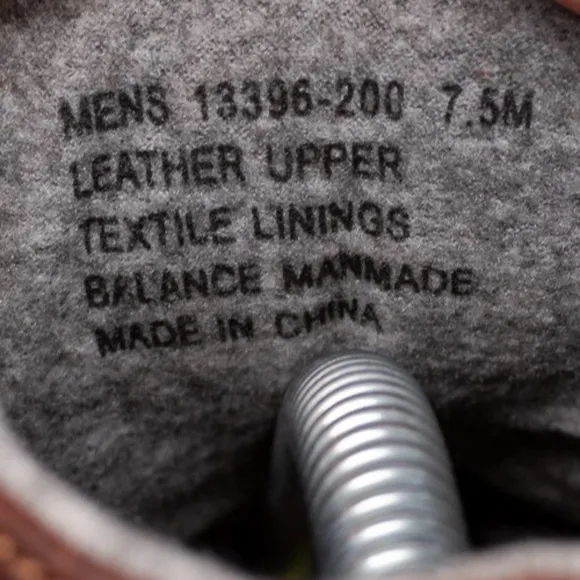 MENS 13396-200 7.5M
LEATHER UPPER
TEXTILE LININGS
BALANCE MANMADE
MADE IN CHINA